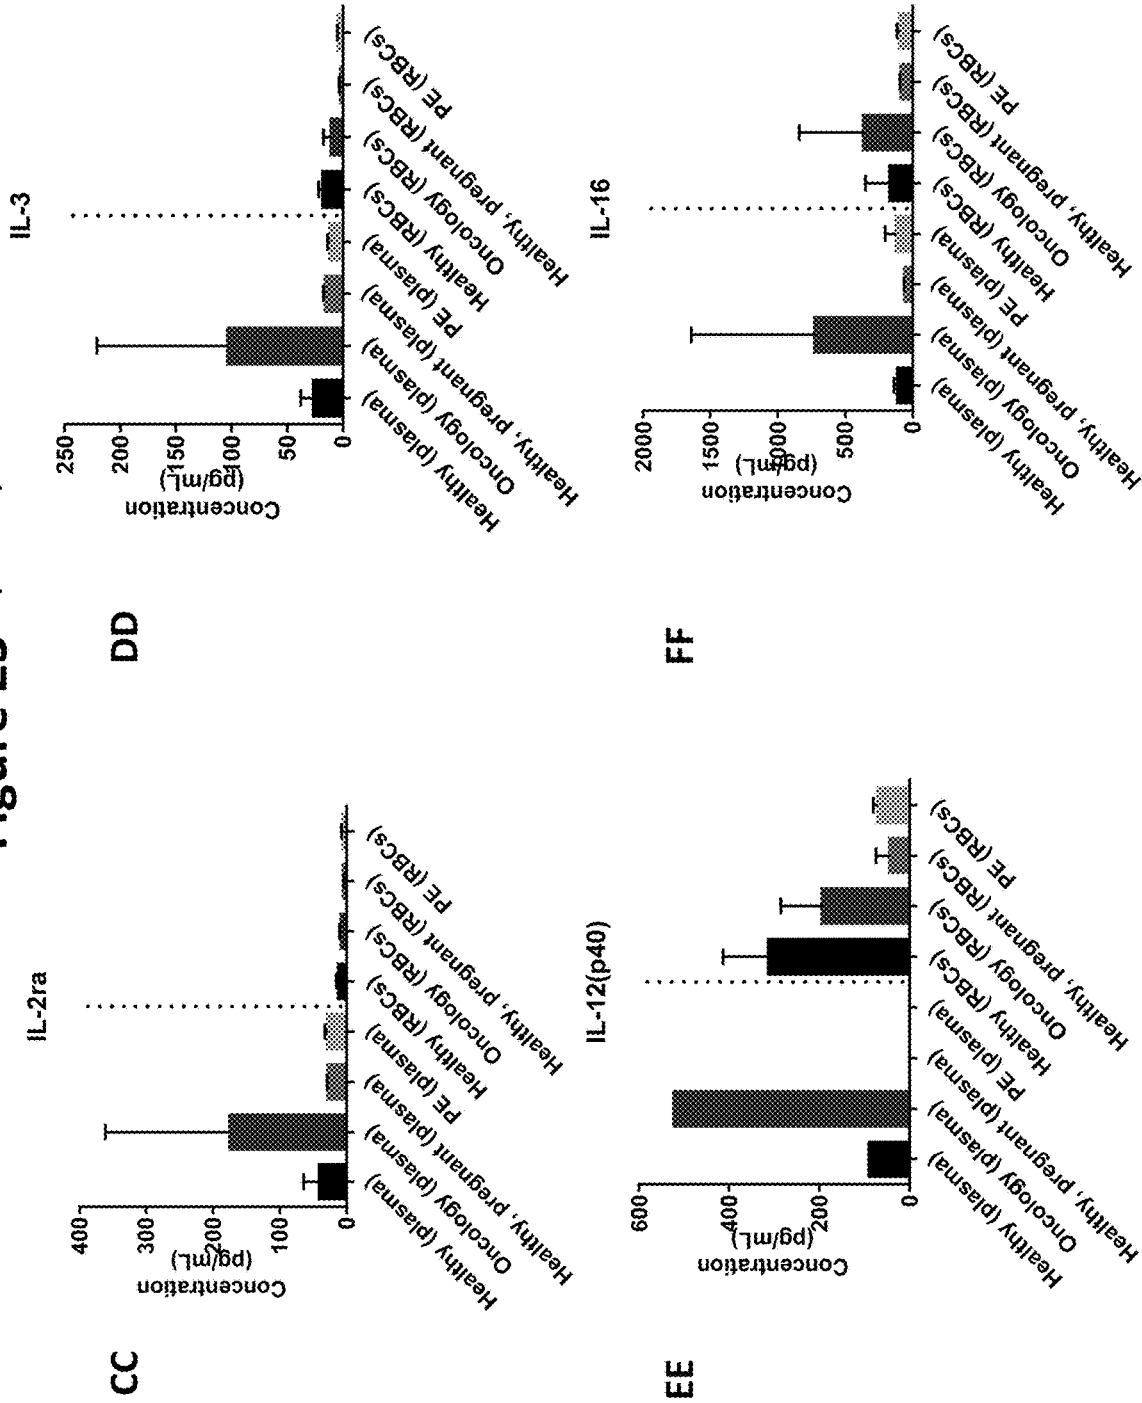 CC
IL-2ra
Concentration
(pg/mL)
400
300
200
100
0
Healthy (plasma)
Oncology (plasma)
Healthy, pregnant (plasma)
PE (plasma)
Healthy (RBCs)
Oncology (RBCs)
Healthy, pregnant (RBCs)
PE (RBCs)
DD
IL-3
Concentration
(pg/mL)
250
200
150
100
50
0
Healthy (plasma)
Oncology (plasma)
Healthy, pregnant (plasma)
PE (plasma)
Healthy (RBCs)
Oncology (RBCs)
Healthy, pregnant (RBCs)
PE (RBCs)
EE
IL-12(p40)
Concentration
(pg/mL)
600
400
200
0
Healthy (plasma)
Oncology (plasma)
Healthy, pregnant (plasma)
PE (plasma)
Healthy (RBCs)
Oncology (RBCs)
Healthy, pregnant (RBCs)
PE (RBCs)
FF
IL-16
Concentration
(pg/mL)
2000
1500
1000
500
0
Healthy (plasma)
Oncology (plasma)
Healthy, pregnant (plasma)
PE (plasma)
Healthy (RBCs)
Oncology (RBCs)
Healthy, pregnant (RBCs)
PE (RBCs)